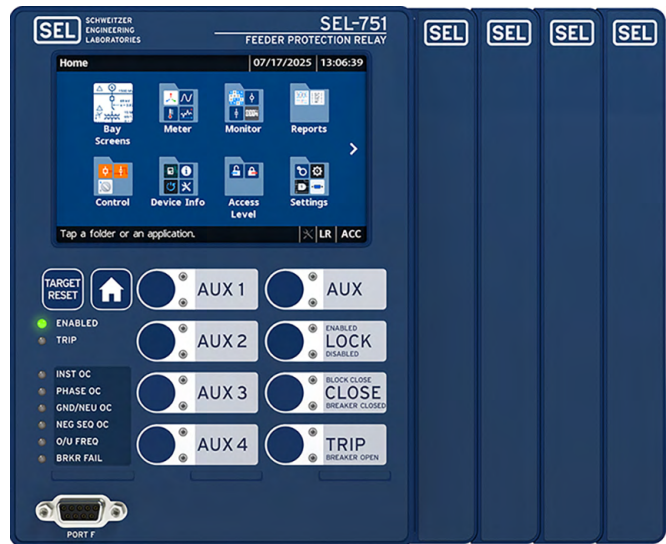 SEL SCHWEITZER
ENGINEERING
LABORATORIES
SEL-751
FEEDER PROTECTION RELAY
SEL SEL SEL SEL
Home 07/17/2025 13:06:39
Bay
Screens
Meter
Monitor
Reports
Control
Device Info
Access
Level
Settings
Tap a folder or an application. LR ACC
TARGET
RESET
ENABLED
TRIP
INST OC
PHASE OC
GND/NEU OC
NEG SEQ OC
O/U FREQ
BRKR FAIL
AUX 1
AUX 2
AUX 3
AUX 4
AUX
ENABLED
LOCK
DISABLED
BLOCK CLOSE
CLOSE
BREAKER CLOSED
TRIP
BREAKER OPEN
PORT F